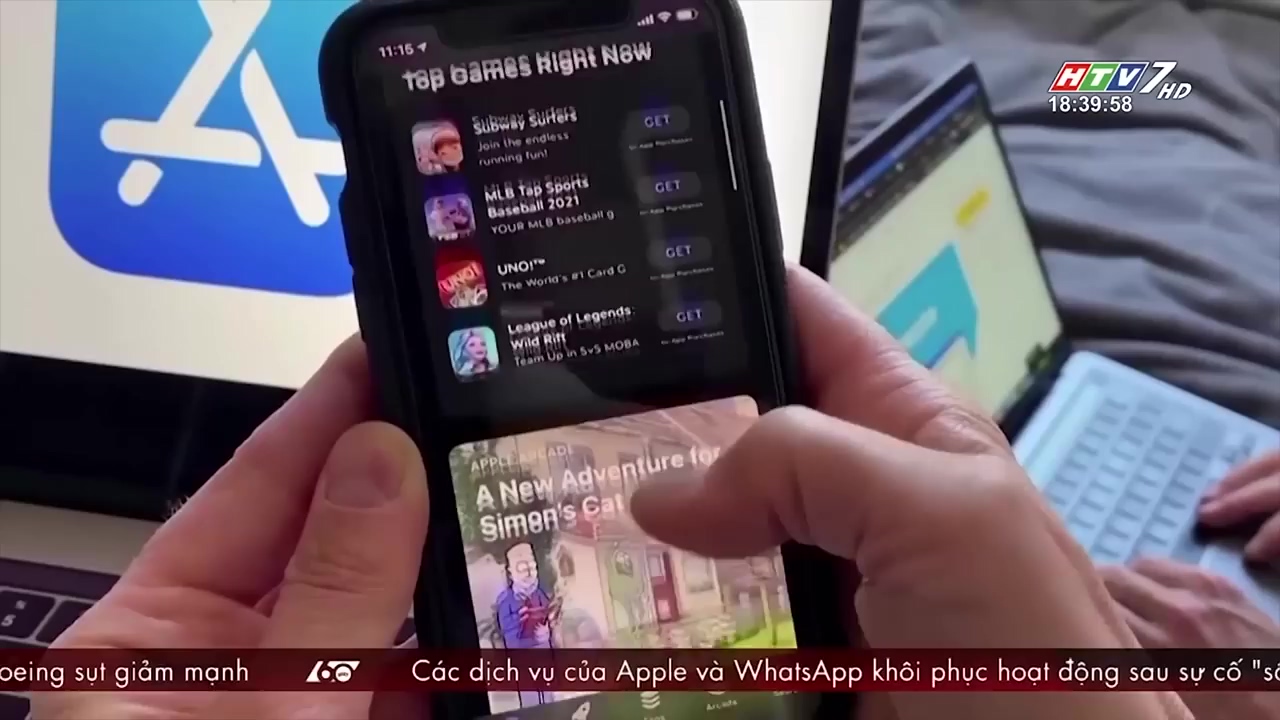 HTV7 HD
18:39:58
11:15
Top Games Right Now
Subway Surfers
Join the endless
running fun!
GET
In-App Purchases
MLB Tap Sports
Baseball 2021
YOUR MLB baseball g
GET
In-App Purchases
UNO!™
The World's #1 Card G
GET
In-App Purchases
League of Legends:
Wild Rift
Team Up in 5v5 MOBA
GET
In-App Purchases
UNO!
APPLE ARCADE
A New Adventure for
Simon's Cat
Arcade
oeing sụt giảm mạnh
60
Các dịch vụ của Apple và WhatsApp khôi phục hoạt động sau sự cố "sậ